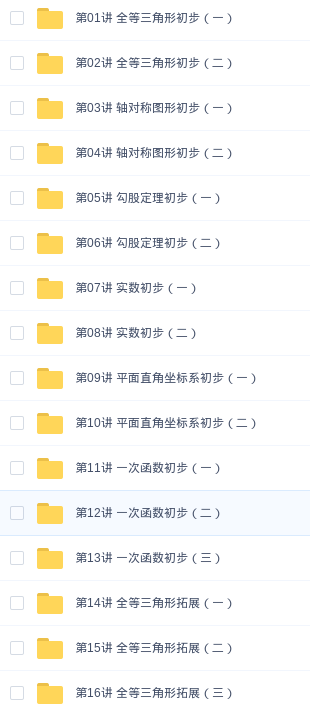 第01讲 全等三角形初步（一）
第02讲 全等三角形初步（二）
第03讲 轴对称图形初步（一）
第04讲 轴对称图形初步（二）
第05讲 勾股定理初步（一）
第06讲 勾股定理初步（二）
第07讲 实数初步（一）
第08讲 实数初步（二）
第09讲 平面直角坐标系初步（一）
第10讲 平面直角坐标系初步（二）
第11讲 一次函数初步（一）
第12讲 一次函数初步（二）
第13讲 一次函数初步（三）
第14讲 全等三角形拓展（一）
第15讲 全等三角形拓展（二）
第16讲 全等三角形拓展（三）